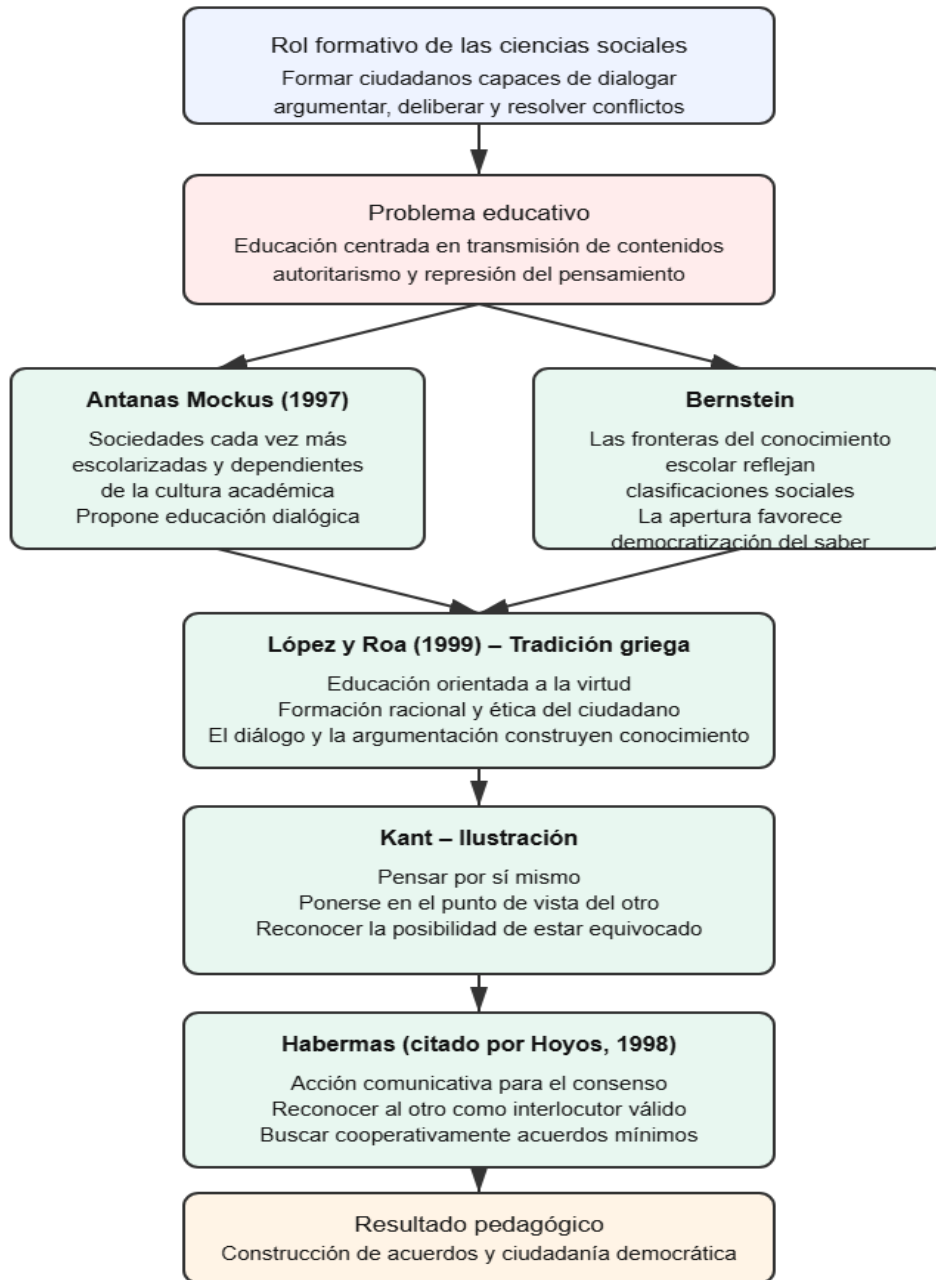 Rol formativo de las ciencias sociales
Formar ciudadanos capaces de dialogar
argumentar, deliberar y resolver conflictos
Problema educativo
Educación centrada en transmisión de contenidos
autoritarismo y represión del pensamiento
Antanas Mockus (1997)
Sociedades cada vez más
escolarizadas y dependientes
de la cultura académica
Propone educación dialógica
Bernstein
Las fronteras del conocimiento
escolar reflejan
clasificaciones sociales
La apertura favorece
democratización del saber
López y Roa (1999) – Tradición griega
Educación orientada a la virtud
Formación racional y ética del ciudadano
El diálogo y la argumentación construyen conocimiento
Kant – Ilustración
Pensar por sí mismo
Ponerse en el punto de vista del otro
Reconocer la posibilidad de estar equivocado
Habermas (citado por Hoyos, 1998)
Acción comunicativa para el consenso
Reconocer al otro como interlocutor válido
Buscar cooperativamente acuerdos mínimos
Resultado pedagógico
Construcción de acuerdos y ciudadanía democrática